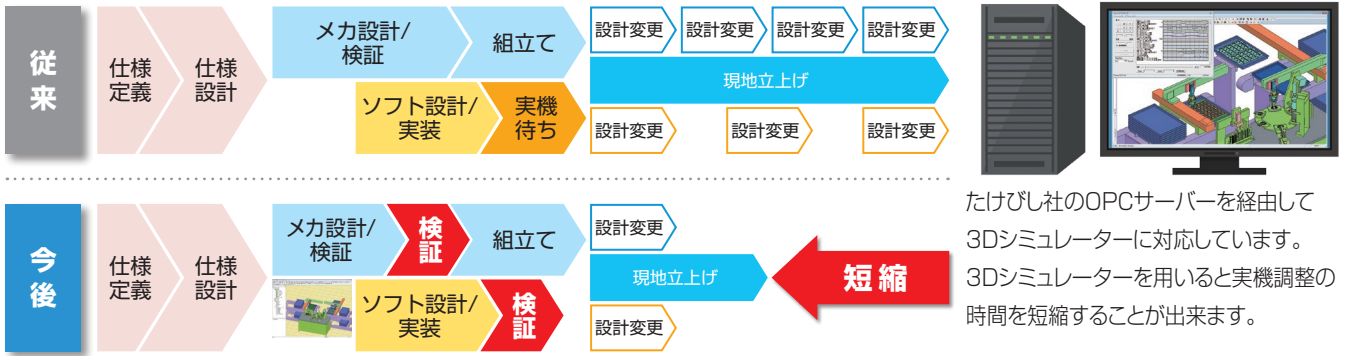 従
来
仕様
定義
仕様
設計
メカ設計/
検証
組立て
設計変更
設計変更
設計変更
設計変更
現地立上げ
ソフト設計/
実装
実機
待ち
設計変更
設計変更
設計変更
今
後
仕様
定義
仕様
設計
メカ設計/
検証
検
証
組立て
設計変更
現地立上げ
短縮
ソフト設計/
実装
検
証
設計変更
たけびし社のOPCサーバーを経由して
3Dシミュレーターに対応しています。
3Dシミュレーターを用いると実機調整の
時間を短縮することが出来ます。